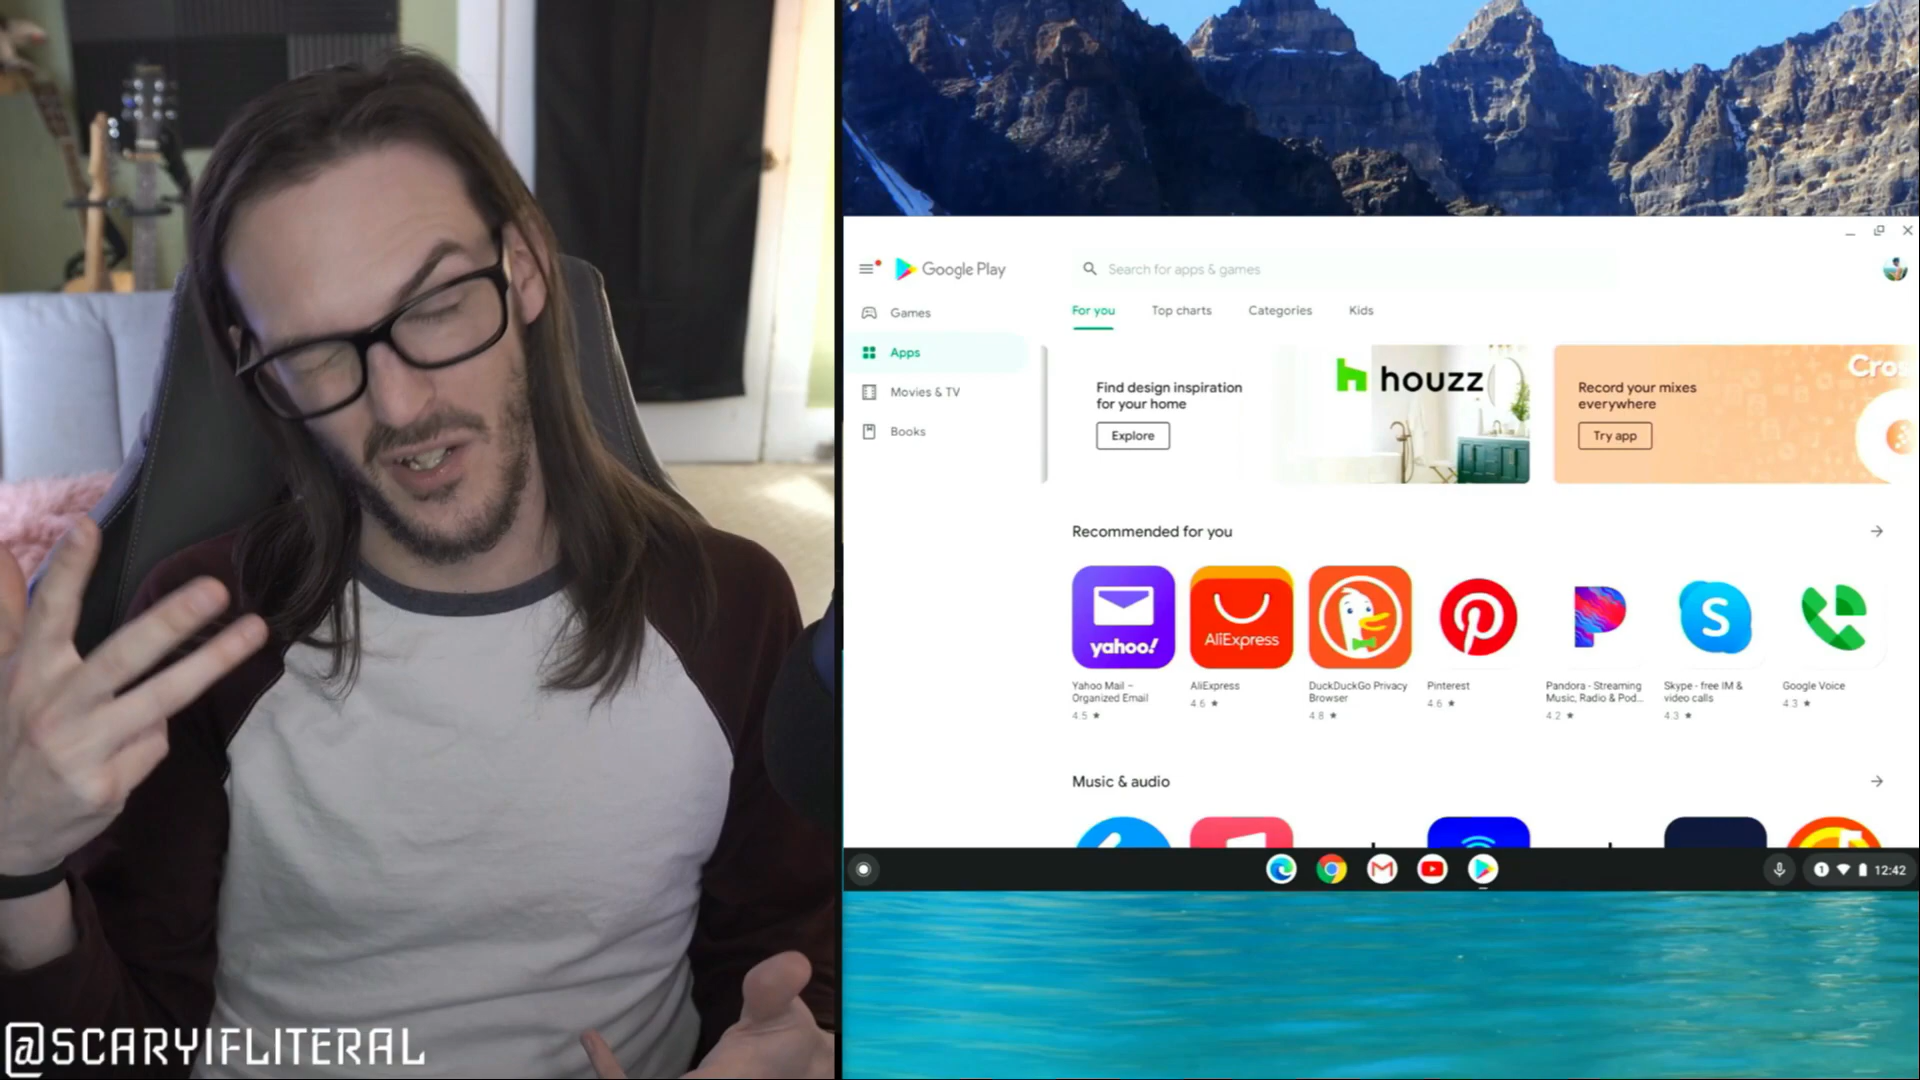 @SCARYIFLITERAL
Google Play
Search for apps & games
Games
Apps
Movies & TV
Books
For you
Top charts
Categories
Kids
Find design inspiration
for your home
Explore
houzz
Record your mixes
everywhere
Try app
Recommended for you
yahoo!
Yahoo Mail –
Organized Email
4.5 ★
AliExpress
AliExpress
4.6 ★
DuckDuckGo Privacy
Browser
4.8 ★
Pinterest
4.6 ★
Pandora - Streaming
Music, Radio & Pod...
4.2 ★
S
Skype - free IM &
video calls
4.3 ★
Google Voice
4.3 ★
Music & audio
1
12:42